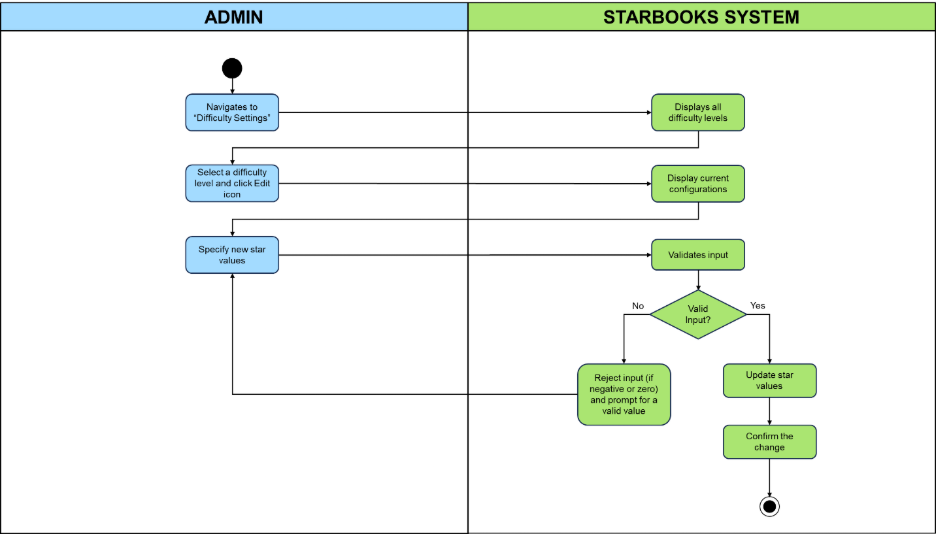 ADMIN
STARBOOKS SYSTEM
Navigates to
“Difficulty Settings”
Displays all
difficulty levels
Select a difficulty
level and click Edit
icon
Display current
configurations
Specify new star
values
Validates input
No
Valid
Input?
Yes
Reject input (if
negative or zero)
and prompt for a
valid value
Update star
values
Confirm the
change